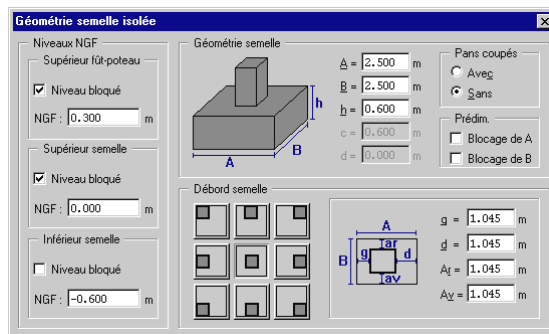 Géométrie semelle isolée
Niveaux NGF
Supérieur fût-poteau
Niveau bloqué
NGF : 0.300 m
Supérieur semelle
Niveau bloqué
NGF : 0.000 m
Inférieur semelle
Niveau bloqué
NGF : -0.600 m
Géométrie semelle
h
A
B
A = 2.500 m
B = 2.500 m
h = 0.600 m
c = 0.600 m
d = 0.000 m
Pans coupés
Avec
Sans
Prédim.
Blocage de A
Blocage de B
Débord semelle
A
B
ar
g
d
av
g = 1.045 m
d = 1.045 m
Ar = 1.045 m
Av = 1.045 m